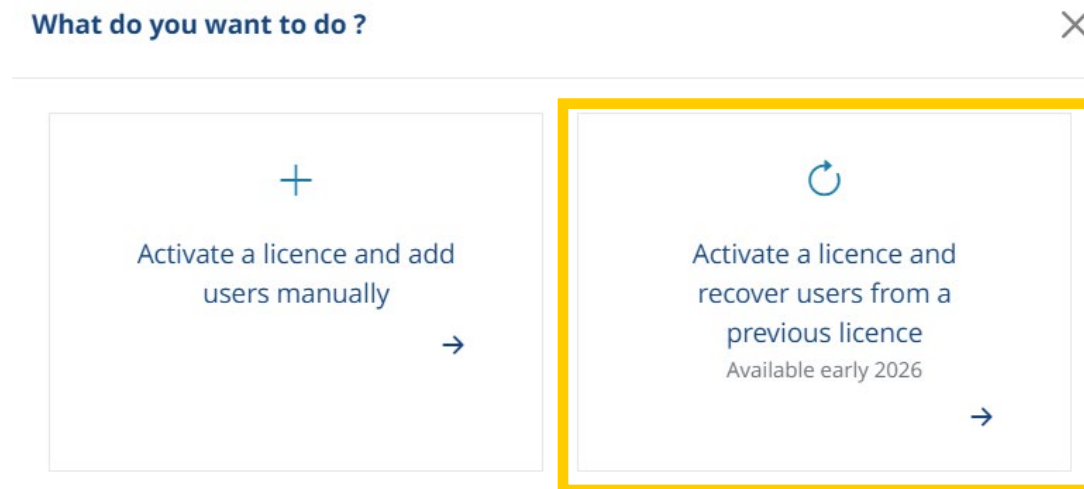 What do you want to do ?
Activate a licence and add
users manually
Activate a licence and
recover users from a
previous licence
Available early 2026